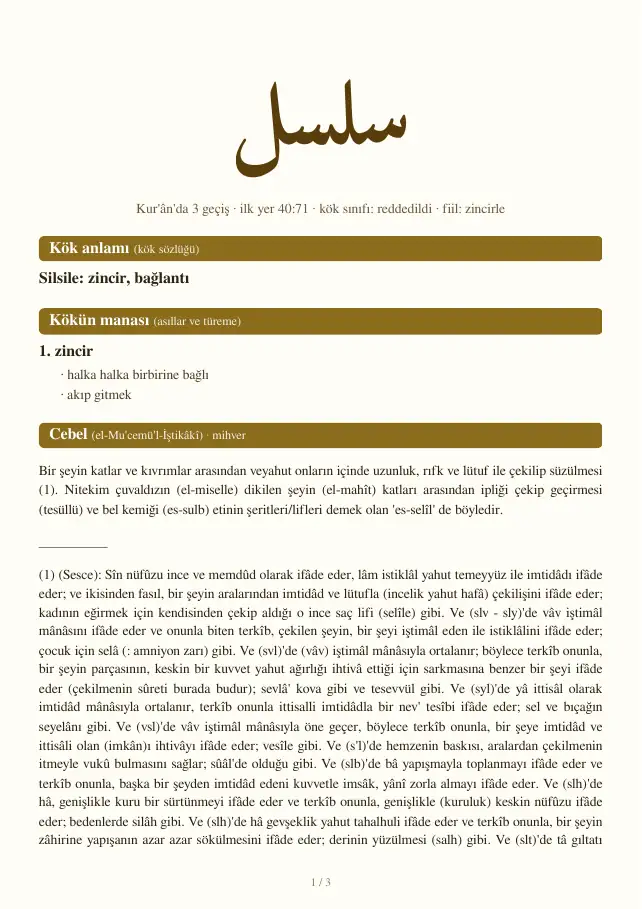 سلسل
Kur'ân'da 3 geçiş · ilk yer 40:71 · kök sınıfı: reddedildi · fiil: zincirle
Kök anlamı (kök sözlüğü)
Silsile: zincir, bağlantı
Kökün manası (asıllar ve türeme)
1. zincir
· halka halka birbirine bağlı
· akıp gitmek
Cebel (el-Mu'cemü'l-İştikâkî) · mihver
Bir şeyin katlar ve kıvrımlar arasından veyahut onların içinde uzunluk, rıfk ve lütuf ile çekilip süzülmesi
(1). Nitekim çuvaldızın (el-miselle) dikilen şeyin (el-mahît) katları arasından ipliği çekip geçirmesi
(tesüllü) ve bel kemiği (es-sulb) etinin şeritleri/lifleri demek olan 'es-selîl' de böyledir.
(1) (Sesce): Sîn nüfûzu ince ve memdûd olarak ifâde eder, lâm istiklâl yahut temeyyüz ile imtidâdı ifâde
eder; ve ikisinden fasıl, bir şeyin aralarından imtidâd ve lütufla (incelik yahut hafâ) çekilişini ifâde eder;
kadının eğirmek için kendisinden çekip aldığı o ince saç lifi (selîle) gibi. Ve (slv - sly)'de vâv iştimâl
mânâsını ifâde eder ve onunla biten terkîb, çekilen şeyin, bir şeyi iştimâl eden ile istiklâlini ifâde eder;
çocuk için selâ (: amniyon zarı) gibi. Ve (svl)'de (vâv) iştimâl mânâsıyla ortalanır; böylece terkîb onunla,
bir şeyin parçasının, keskin bir kuvvet yahut ağırlığı ihtivâ ettiği için sarkmasına benzer bir şeyi ifâde
eder (çekilmenin sûreti burada budur); sevlâ' kova gibi ve tesevvül gibi. Ve (syl)'de yâ ittisâl olarak
imtidâd mânâsıyla ortalanır, terkîb onunla ittisalli imtidâdla bir nev' tesîbi ifâde eder; sel ve bıçağın
seyelânı gibi. Ve (vsl)'de vâv iştimâl mânâsıyla öne geçer, böylece terkîb onunla, bir şeye imtidâd ve
ittisâli olan (imkân)ı ihtivâyı ifâde eder; vesîle gibi. Ve (s'l)'de hemzenin baskısı, aralardan çekilmenin
itmeyle vukû bulmasını sağlar; sûâl'de olduğu gibi. Ve (slb)'de bâ yapışmayla toplanmayı ifâde eder ve
terkîb onunla, başka bir şeyden imtidâd edeni kuvvetle imsâk, yânî zorla almayı ifâde eder. Ve (slh)'de
hâ, genişlikle kuru bir sürtünmeyi ifâde eder ve terkîb onunla, genişlikle (kuruluk) keskin nüfûzu ifâde
eder; bedenlerde silâh gibi. Ve (slh)'de hâ gevşeklik yahut tahalhuli ifâde eder ve terkîb onunla, bir şeyin
zâhirine yapışanın azar azar sökülmesini ifâde eder; derinin yüzülmesi (salh) gibi. Ve (slt)'de tâ gıltatı
1 / 3